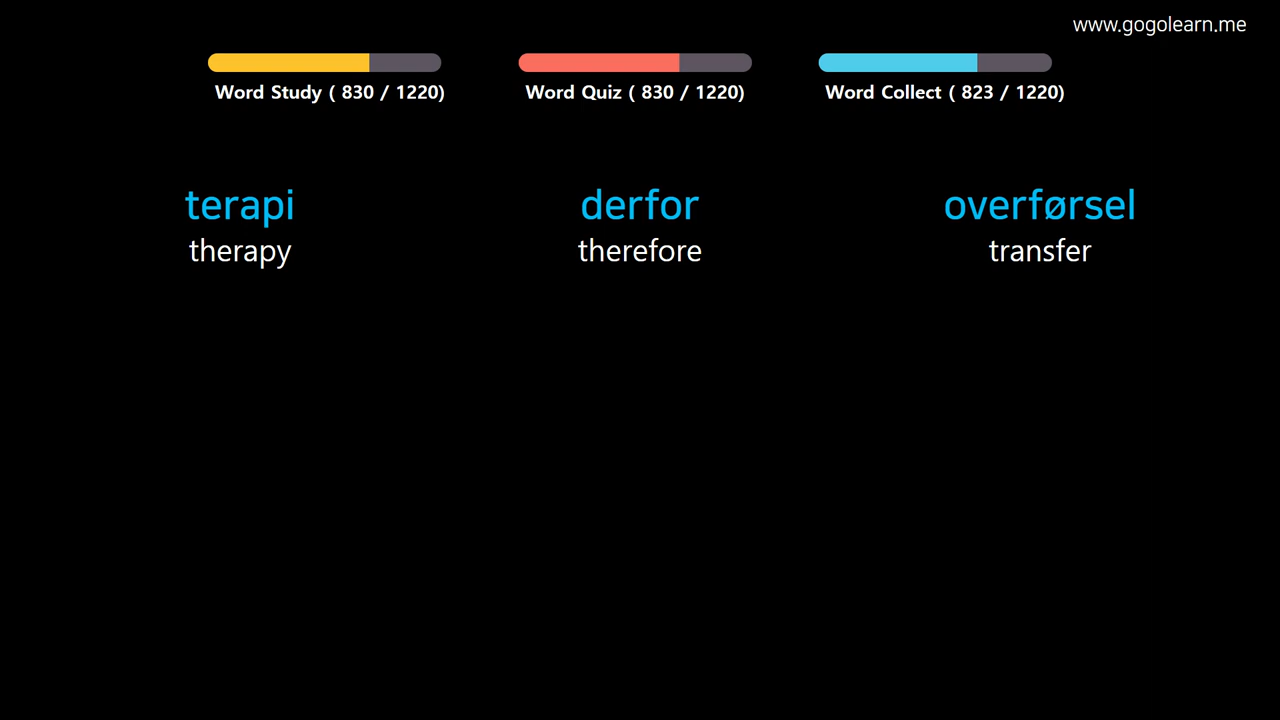 www.gogolearn.me
Word Study ( 830 / 1220)
Word Quiz ( 830 / 1220)
Word Collect ( 823 / 1220)
terapi
therapy
derfor
therefore
overførsel
transfer